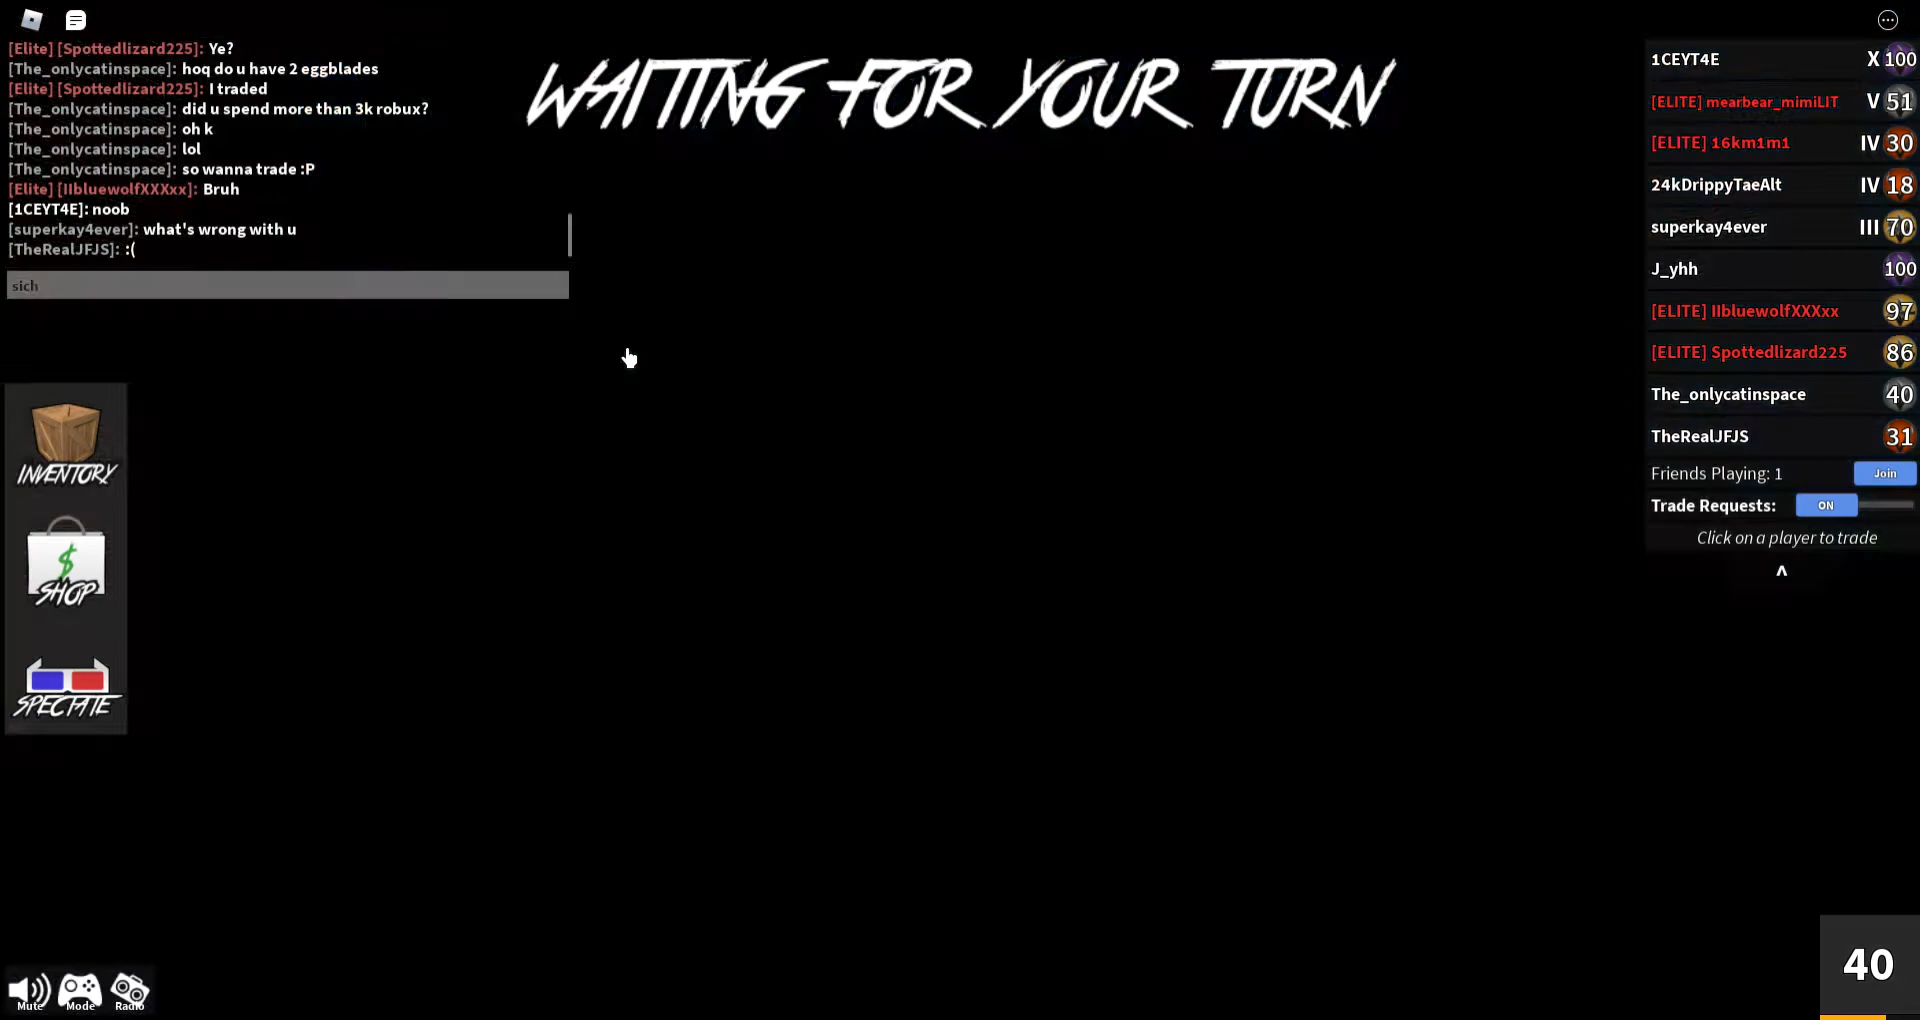 [Elite] [Spottedlizard225]: Ye?
[The_onlycatinspace]: hoq do u have 2 eggblades
[Elite] [Spottedlizard225]: I traded
[The_onlycatinspace]: did u spend more than 3k robux?
[The_onlycatinspace]: oh k
[The_onlycatinspace]: lol
[The_onlycatinspace]: so wanna trade :P
[Elite] [IIbluewolfXXXxx]: Bruh
[1CEYT4E]: noob
[superkay4ever]: what's wrong with u
[TheRealJFJS]: :(
sich
WAITING FOR YOUR TURN
INVENTORY
$
SHOP
SPECTATE
Mute
Mode
Radio
1CEYT4E X 100
[ELITE] mearbear_mimiLIT V 51
[ELITE] 16km1m1 IV 30
24kDrippyTaeAlt IV 18
superkay4ever III 70
J_yhh 100
[ELITE] IIbluewolfXXXxx 97
[ELITE] Spottedlizard225 86
The_onlycatinspace 40
TheRealJFJS 31
Friends Playing: 1 Join
Trade Requests: ON
Click on a player to trade
40